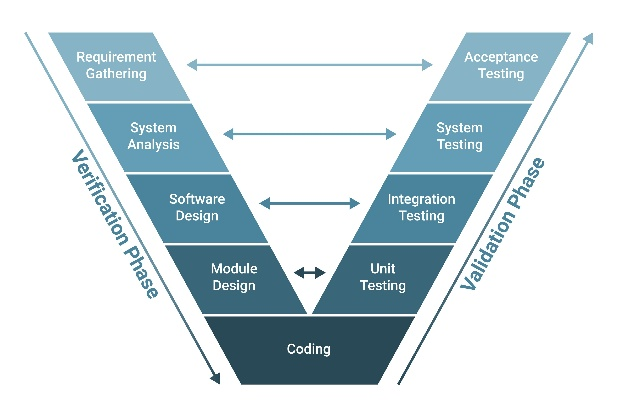 Requirement
Gathering
Acceptance
Testing
System
Analysis
System
Testing
Software
Design
Integration
Testing
Module
Design
Unit
Testing
Coding
Verification Phase
Validation Phase